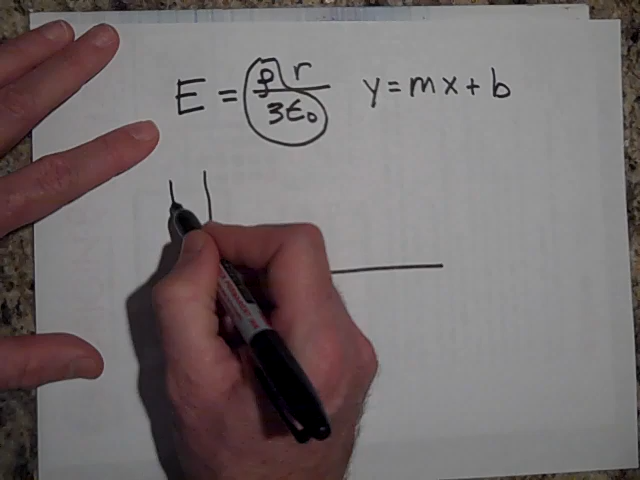 E = ρr/3ε₀ y=mx+b